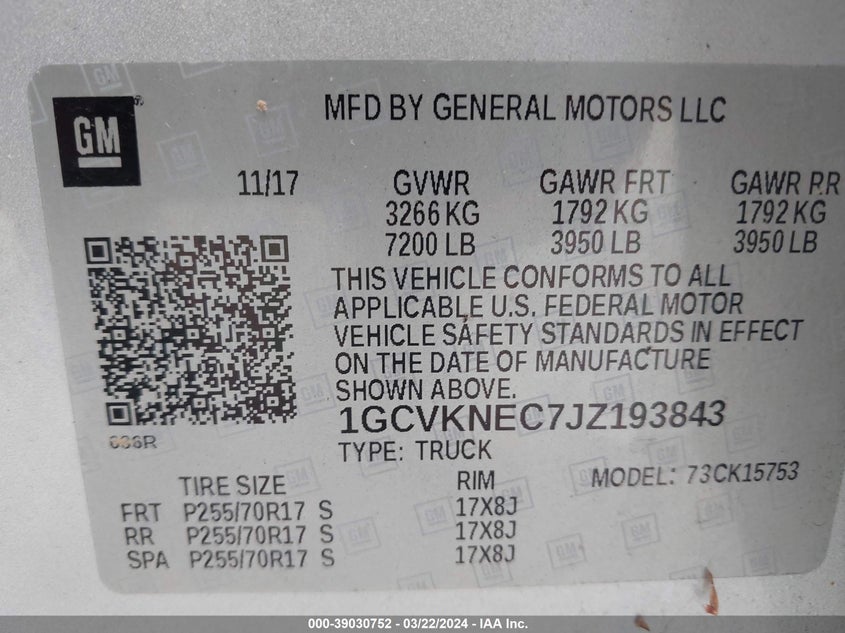 GM
MFD BY GENERAL MOTORS LLC
11/17 GVWR GAWR FRT GAWR RR
3266 KG 1792 KG 1792 KG
7200 LB 3950 LB 3950 LB
THIS VEHICLE CONFORMS TO ALL
APPLICABLE U.S. FEDERAL MOTOR
VEHICLE SAFETY STANDARDS IN EFFECT
ON THE DATE OF MANUFACTURE
SHOWN ABOVE.
1GCVKNEC7JZ193843
TYPE: TRUCK
MODEL: 73CK15753
TIRE SIZE RIM
FRT P255/70R17 S 17X8J
RR P255/70R17 S 17X8J
SPA P255/70R17 S 17X8J
000-39030752 - 03/22/2024 - IAA Inc.